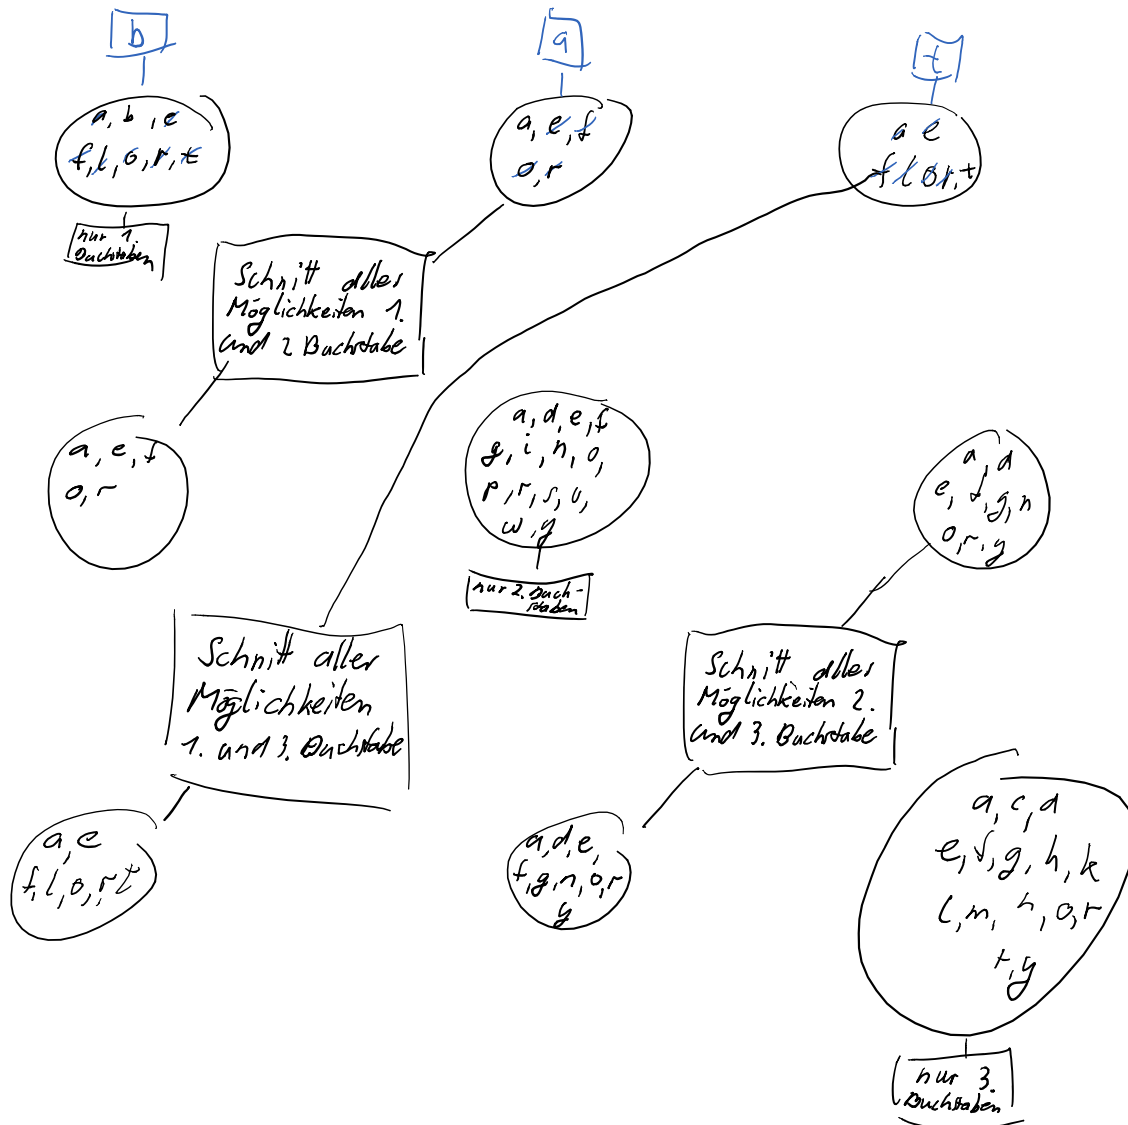 b
a
t
a, b, e
f, l, o, r, t
a, e, f
o, r
a e
f l o r, t
nur 1.
Buchstaben
Schnitt aller
Möglichkeiten 1.
und 2 Buchstabe
a, e, f
o, r
a, d, e, f
g, i, n, o,
p, r, s, u,
w, y
nur 2. Buch-
staben
a, d
e, f, g, n
o, r, y
Schnitt aller
Möglichkeiten
1. und 3. Buchstabe
Schnitt alles
Möglichkeiten 2.
und 3. Buchstabe
a, e
f, l, o, r, t
a, d, e,
f, g, n, o, r
y
a, c, d
e, f, g, h, k
l, m, n, o, r
t, y
nur 3.
Buchstaben